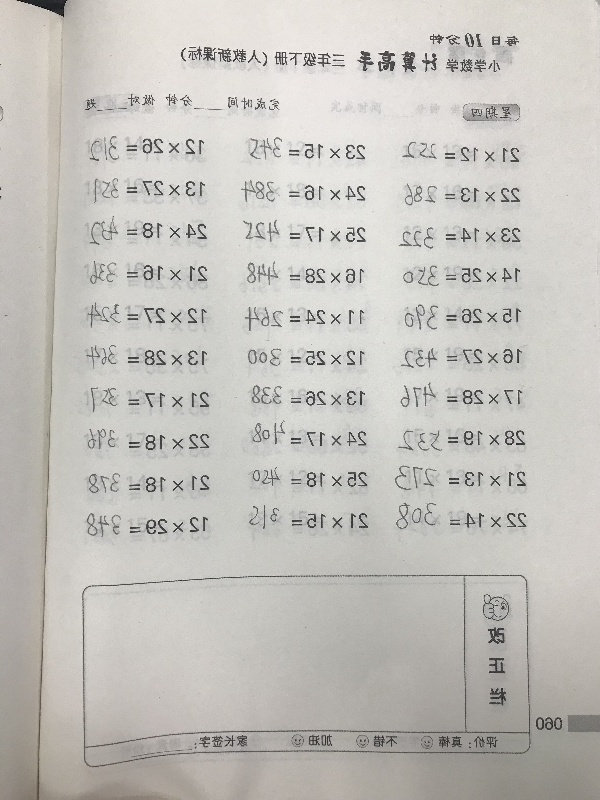 每日10分钟
小学数学 计算高手 三年级下册(人教新课标)
星期四 完成时间____分钟 做对____题
21×12=252 23×15=345 12×26=312
22×13=286 24×16=384 13×27=351
23×14=322 25×17=425 24×18=432
14×25=350 16×28=448 21×16=336
15×26=390 11×24=264 12×27=324
16×27=432 12×25=300 13×28=364
17×28=476 13×26=338 21×17=357
28×19=532 24×17=408 22×18=396
21×13=273 25×18=450 21×18=378
22×14=308 21×15=315 12×29=348
改正栏
评价:真棒 不错 加油 家长签字:____
060